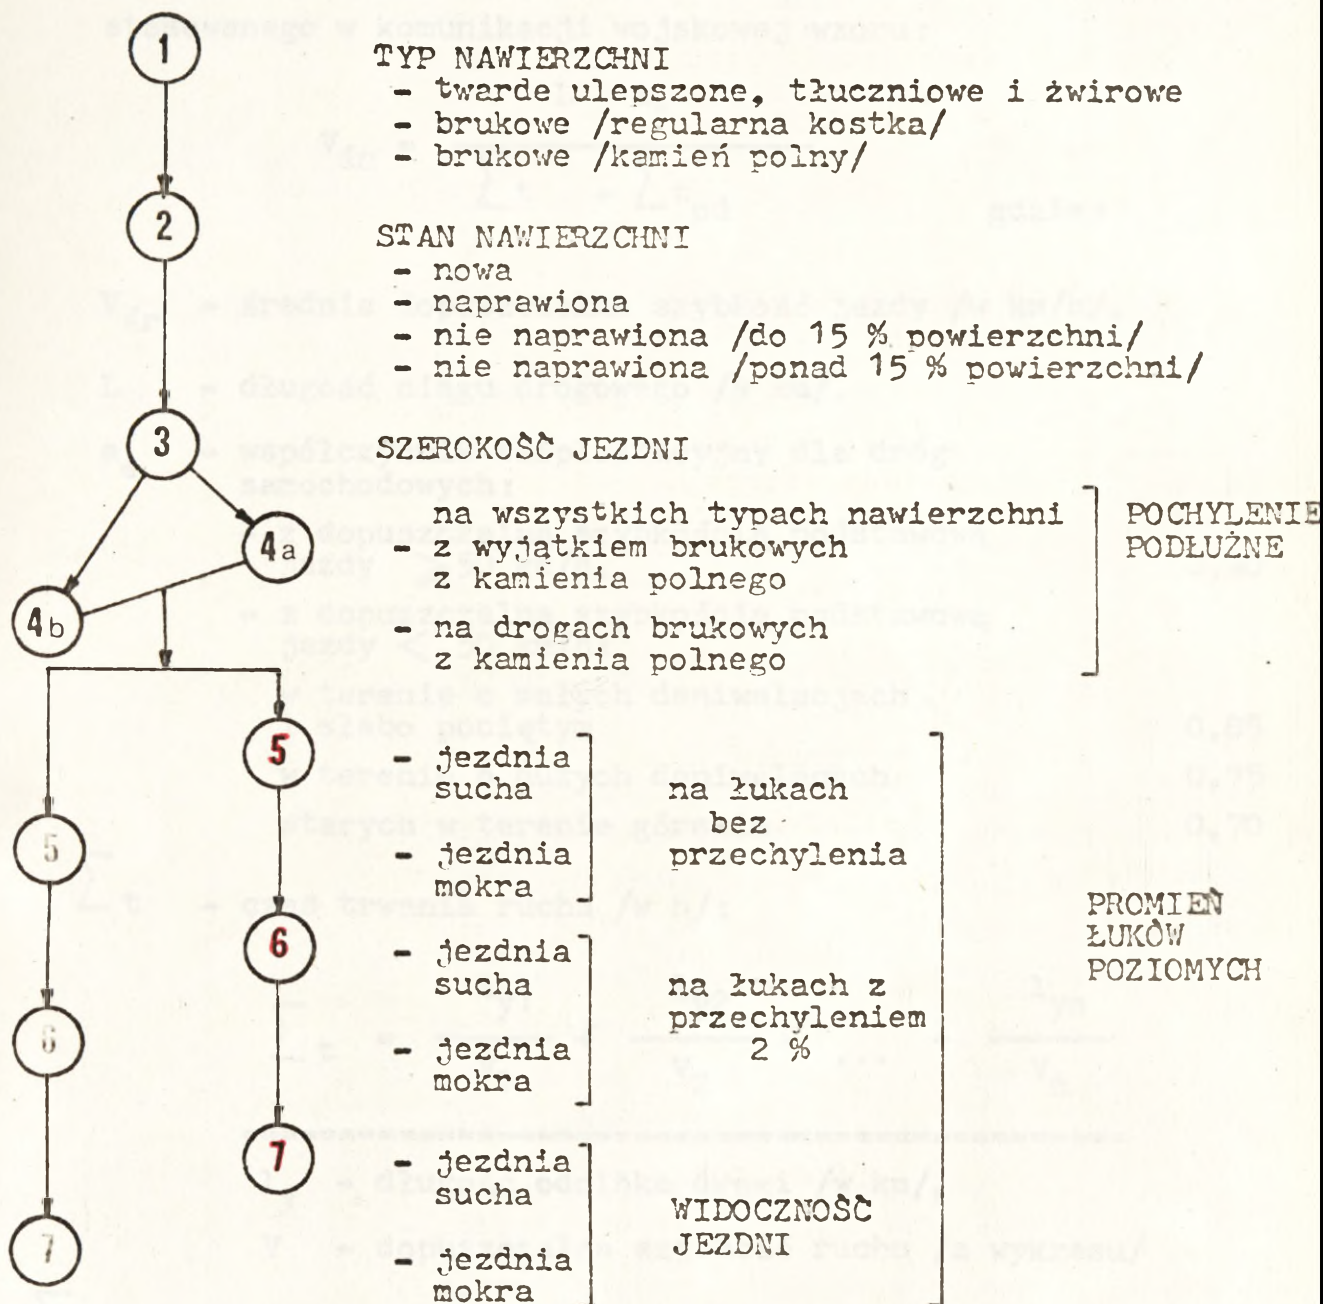 1
TYP NAWIERZCHNI
- twarde ulepszone, tłuczniowe i żwirowe
- brukowe /regularna kostka/
- brukowe /kamień polny/
2
STAN NAWIERZCHNI
- nowa
- naprawiona
- nie naprawiona /do 15 % powierzchni/
- nie naprawiona /ponad 15 % powierzchni/
3
SZEROKOŚĆ JEZDNI
4a
4b
na wszystkich typach nawierzchni
- z wyjątkiem brukowych
z kamienia polnego
- na drogach brukowych
z kamienia polnego
POCHYLENIE
PODŁUŻNE
5
5
- jezdnia
sucha
- jezdnia
mokra
na łukach
bez
przechylenia
6
6
- jezdnia
sucha
- jezdnia
mokra
na łukach z
przechyleniem
2 %
PROMIEŃ
ŁUKÓW
POZIOMYCH
7
7
- jezdnia
sucha
- jezdnia
mokra
WIDOCZNOŚĆ
JEZDNI